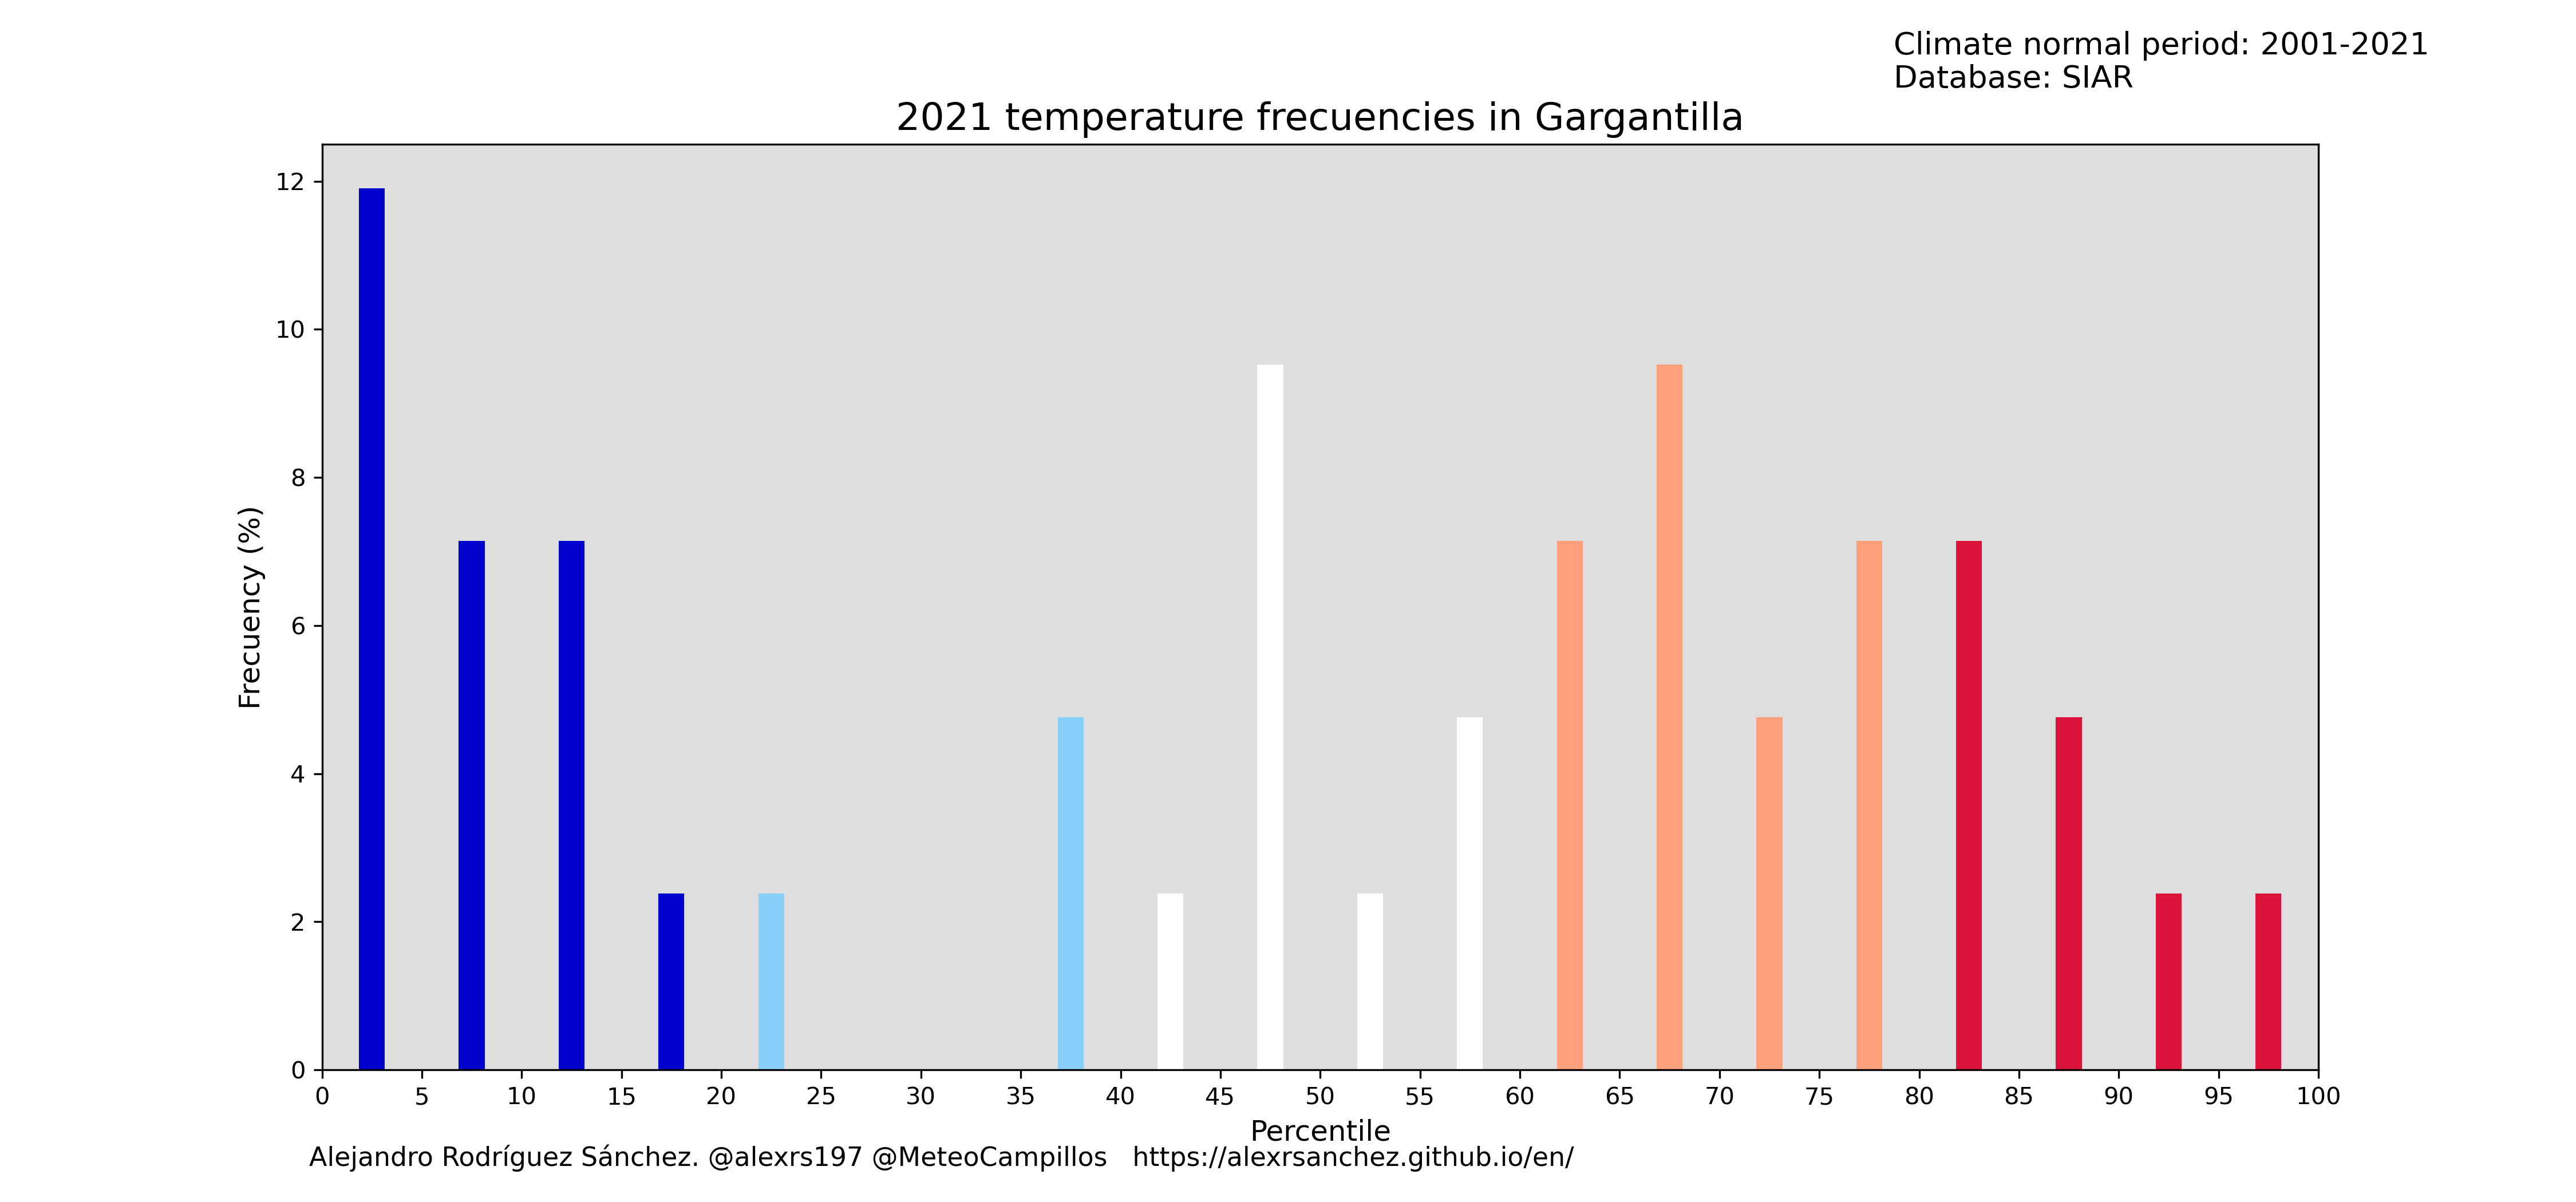 Climate normal period: 2001-2021
Database: SIAR
2021 temperature frecuencies in Gargantilla
12
10
8
6
4
2
0
Frecuency (%)
0 5 10 15 20 25 30 35 40 45 50 55 60 65 70 75 80 85 90 95 100
Percentile
Alejandro Rodríguez Sánchez. @alexrs197 @MeteoCampillos https://alexrsanchez.github.io/en/